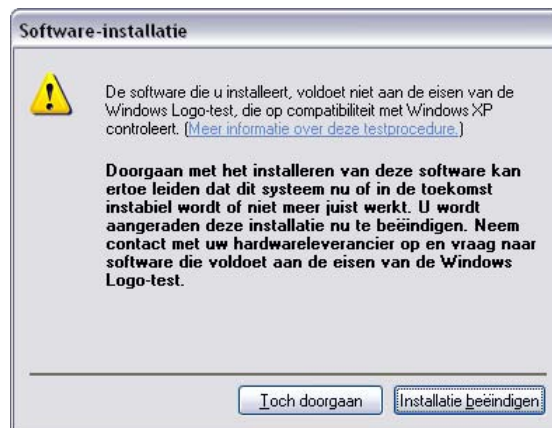 Software-installatie
De software die u installeert, voldoet niet aan de eisen van de
Windows Logo-test, die op compatibiliteit met Windows XP
controleert. (Meer informatie over deze testprocedure.)
Doorgaan met het installeren van deze software kan
ertoe leiden dat dit systeem nu of in de toekomst
instabiel wordt of niet meer juist werkt. U wordt
aangeraden deze installatie nu te beëindigen. Neem
contact met uw hardwareleverancier op en vraag naar
software die voldoet aan de eisen van de Windows
Logo-test.
Toch doorgaan
Installatie beëindigen